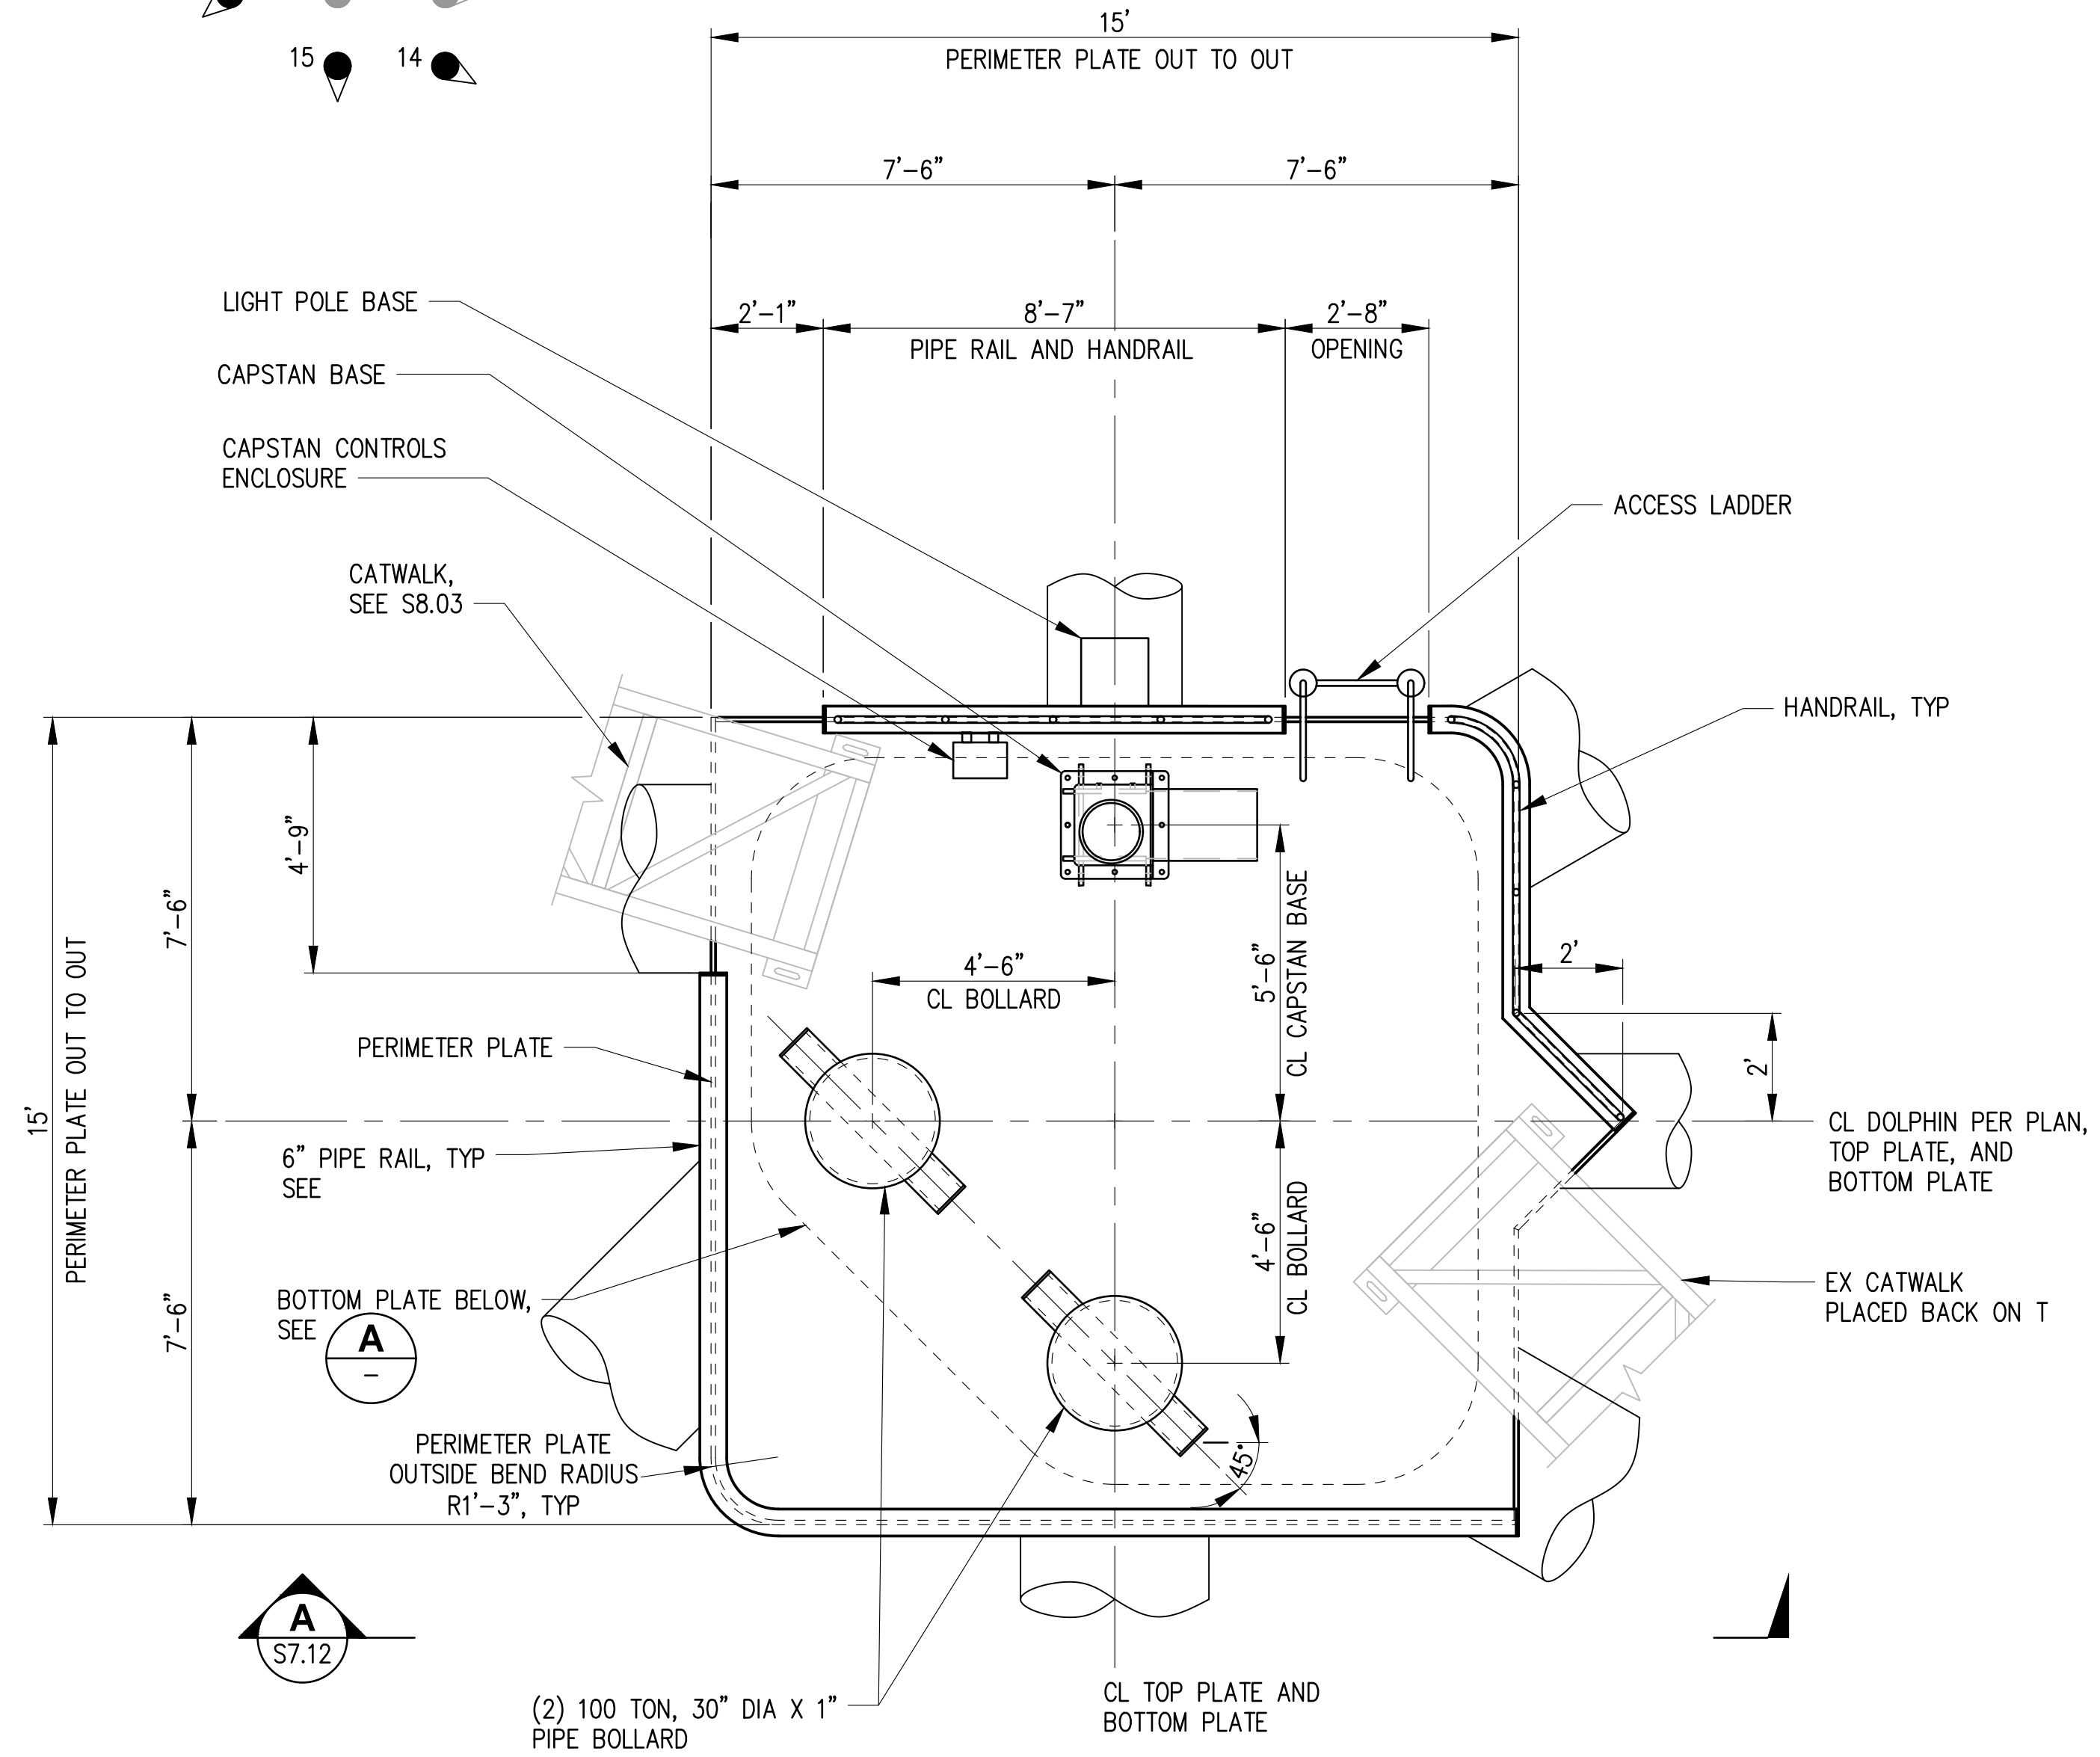 15'
PERIMETER PLATE OUT TO OUT
15
14
7'-6"
7'-6"
LIGHT POLE BASE
2'-1"
8'-7"
2'-8"
PIPE RAIL AND HANDRAIL
OPENING
CAPSTAN BASE
CAPSTAN CONTROLS
ENCLOSURE
ACCESS LADDER
CATWALK,
SEE S8.03
HANDRAIL, TYP
4'-9"
7'-6"
15'
PERIMETER PLATE OUT TO OUT
4'-6"
CL BOLLARD
5'-6"
CL CAPSTAN BASE
2'
2'
PERIMETER PLATE
6" PIPE RAIL, TYP
SEE
CL DOLPHIN PER PLAN,
TOP PLATE, AND
BOTTOM PLATE
4'-6"
CL BOLLARD
7'-6"
BOTTOM PLATE BELOW,
SEE
A
-
EX CATWALK
PLACED BACK ON T
PERIMETER PLATE
OUTSIDE BEND RADIUS
R1'-3", TYP
45°
A
S7.12
(2) 100 TON, 30" DIA X 1"
PIPE BOLLARD
CL TOP PLATE AND
BOTTOM PLATE